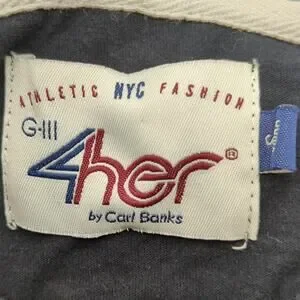 ATHLETIC NYC FASHION
G-III
4her®
by Carl Banks